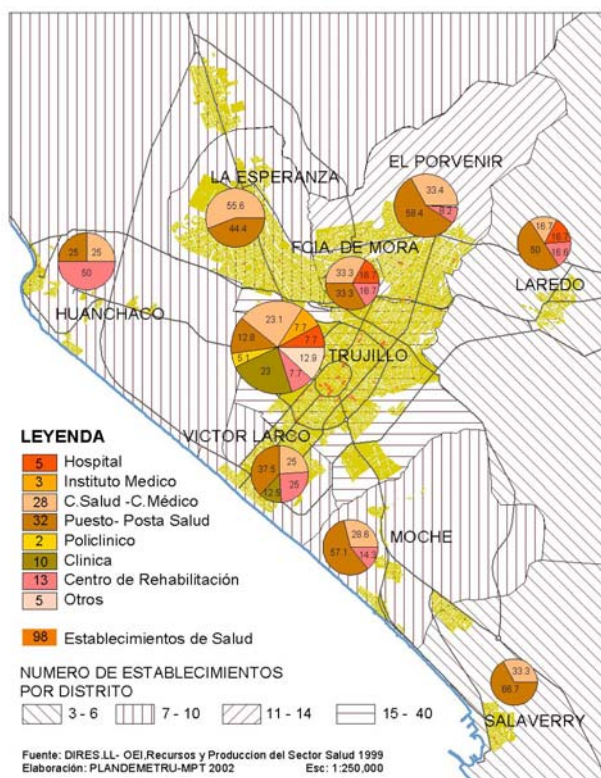 EL PORVENIR
33.4
58.4
8.2
LA ESPERANZA
55.6
44.4
FCIA. DE MORA
33.3
16.7
33.3
16.7
16.7
16.7
50
16.6
LAREDO
25
25
50
HUANCHACO
23.1
7.7
7.7
12.8
12.9
5.1
23
7.7
TRUJILLO
VICTOR LARCO
37.5
25
25
12.5
MOCHE
28.6
57.1
14.3
33.3
66.7
SALAVERRY
LEYENDA
5 Hospital
3 Instituto Medico
28 C.Salud -C.Médico
32 Puesto- Posta Salud
2 Policlinico
10 Clinica
13 Centro de Rehabilitación
5 Otros
98 Establecimientos de Salud
NUMERO DE ESTABLECIMIENTOS
POR DISTRITO
3 - 6 7 - 10 11 - 14 15 - 40
Fuente: DIRES.LL- OEI,Recursos y Produccion del Sector Salud 1999
Elaboración: PLANDEMETRU-MPT 2002 Esc: 1:250,000